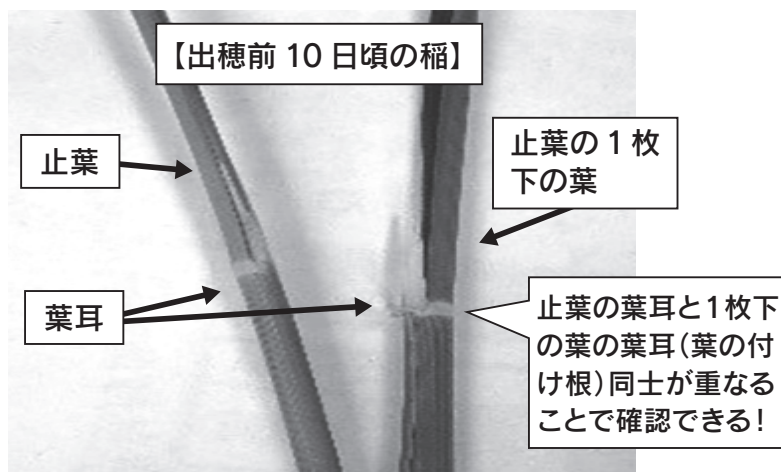 【出穂前10日頃の稲】
止葉
止葉の1枚
下の葉
葉耳
止葉の葉耳と1枚下
の葉の葉耳(葉の付
け根)同士が重なる
ことで確認できる!